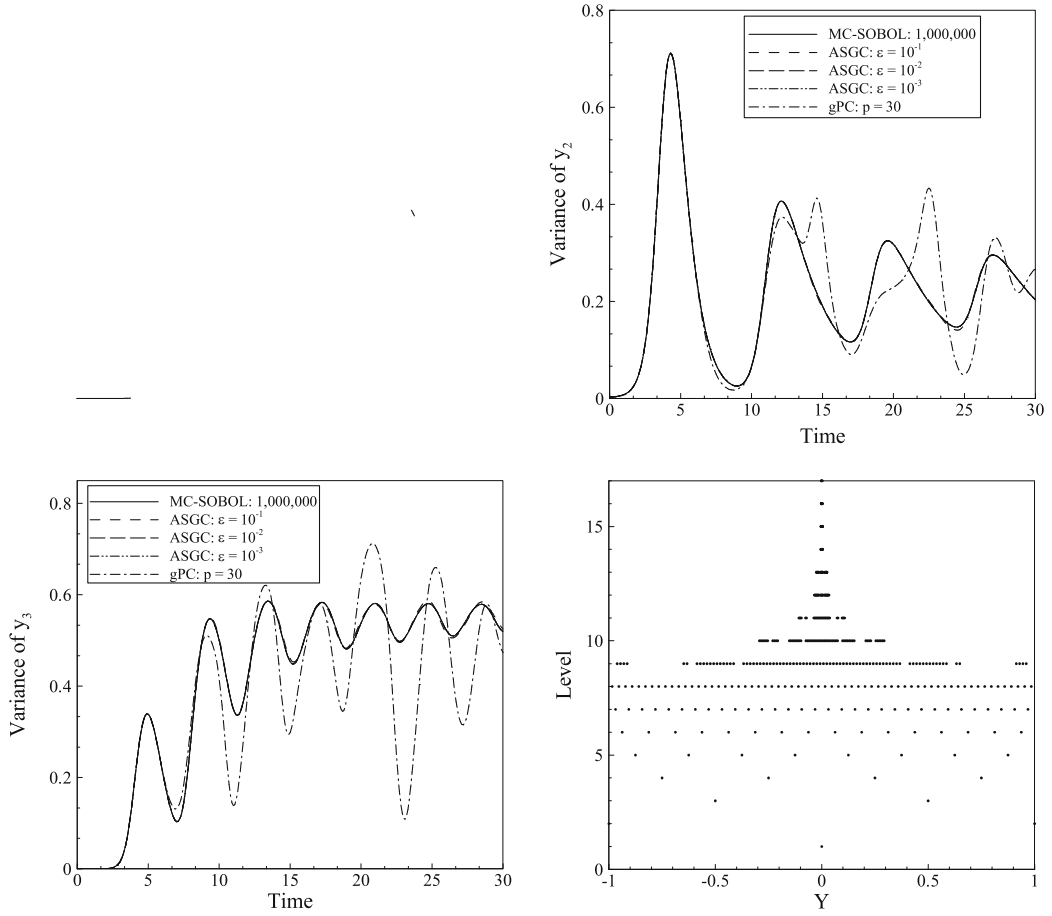 0.8
0.6
0.4
0.2
0
Variance of y₂
MC-SOBOL: 1,000,000
ASGC: ε = 10⁻¹
ASGC: ε = 10⁻²
ASGC: ε = 10⁻³
gPC: p = 30
0 5 10 15 20 25 30
Time
0.8
0.6
0.4
0.2
0
Variance of y₃
MC-SOBOL: 1,000,000
ASGC: ε = 10⁻¹
ASGC: ε = 10⁻²
ASGC: ε = 10⁻³
gPC: p = 30
0 5 10 15 20 25 30
Time
15
10
5
0
Level
-1 -0.5 0 0.5 1
Y